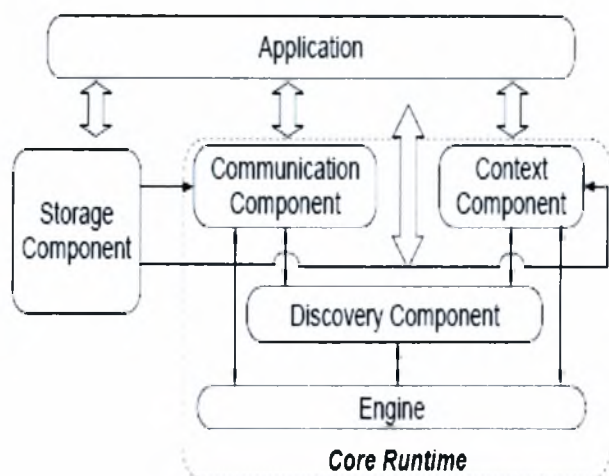 Application
Communication
Component
Context
Component
Storage
Component
Discovery Component
Engine
Core Runtime